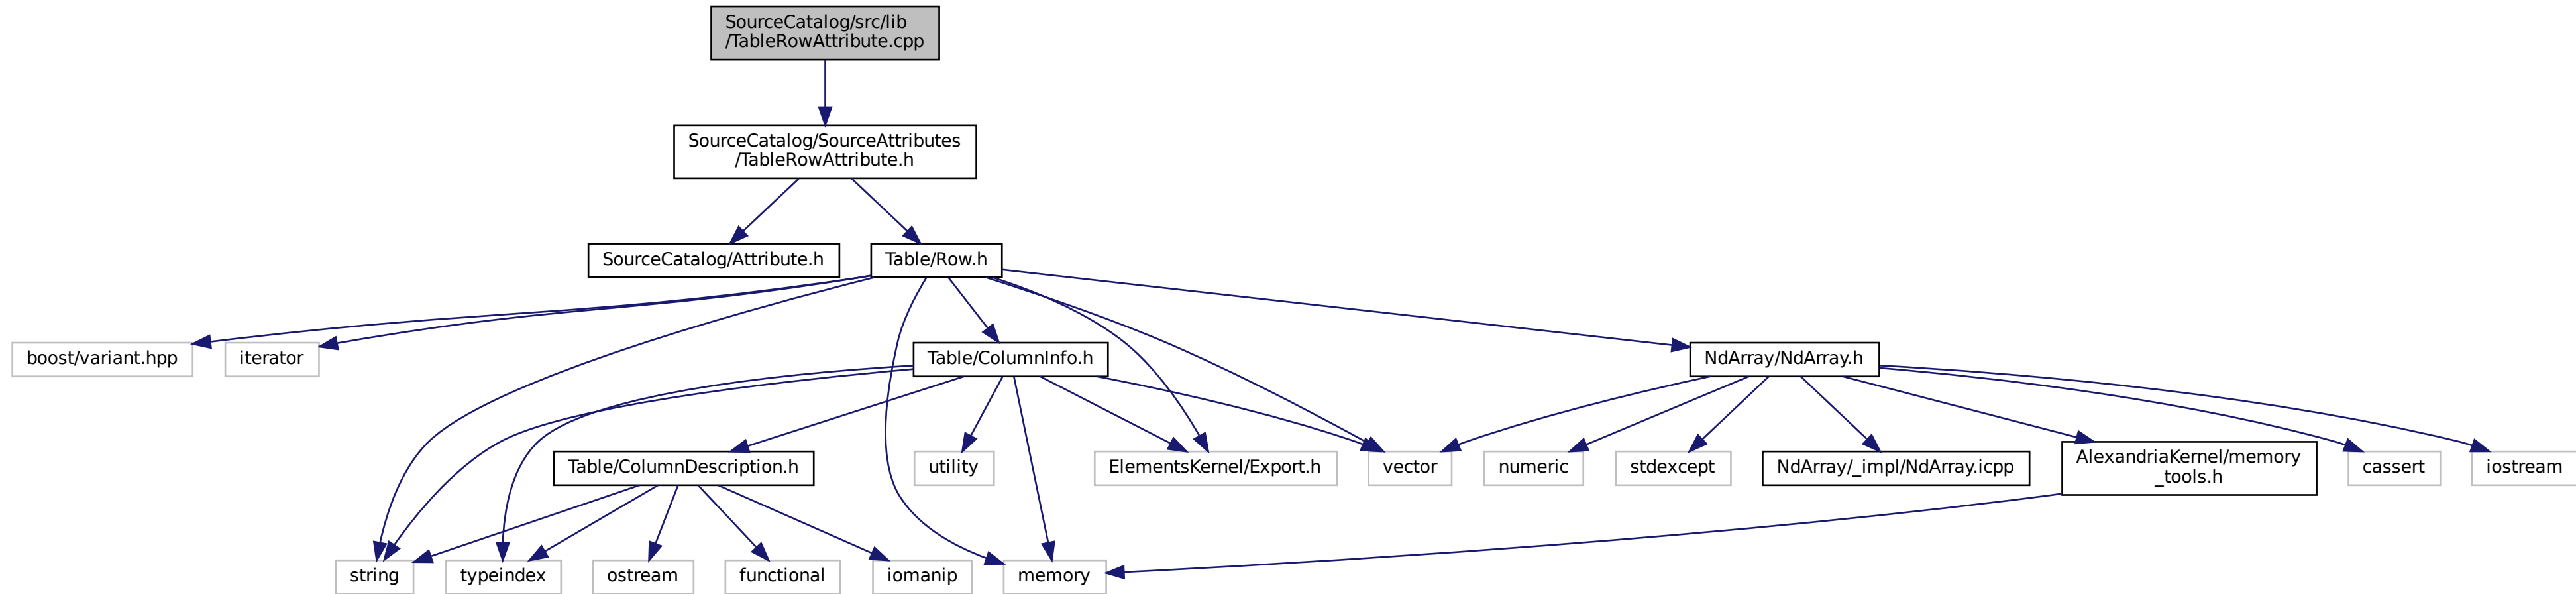 SourceCatalog/src/lib
/TableRowAttribute.cpp
SourceCatalog/SourceAttributes
/TableRowAttribute.h
SourceCatalog/Attribute.h
Table/Row.h
boost/variant.hpp
iterator
Table/ColumnInfo.h
NdArray/NdArray.h
Table/ColumnDescription.h
utility
ElementsKernel/Export.h
vector
numeric
stdexcept
NdArray/_impl/NdArray.icpp
AlexandriaKernel/memory
_tools.h
cassert
iostream
string
typeindex
ostream
functional
iomanip
memory